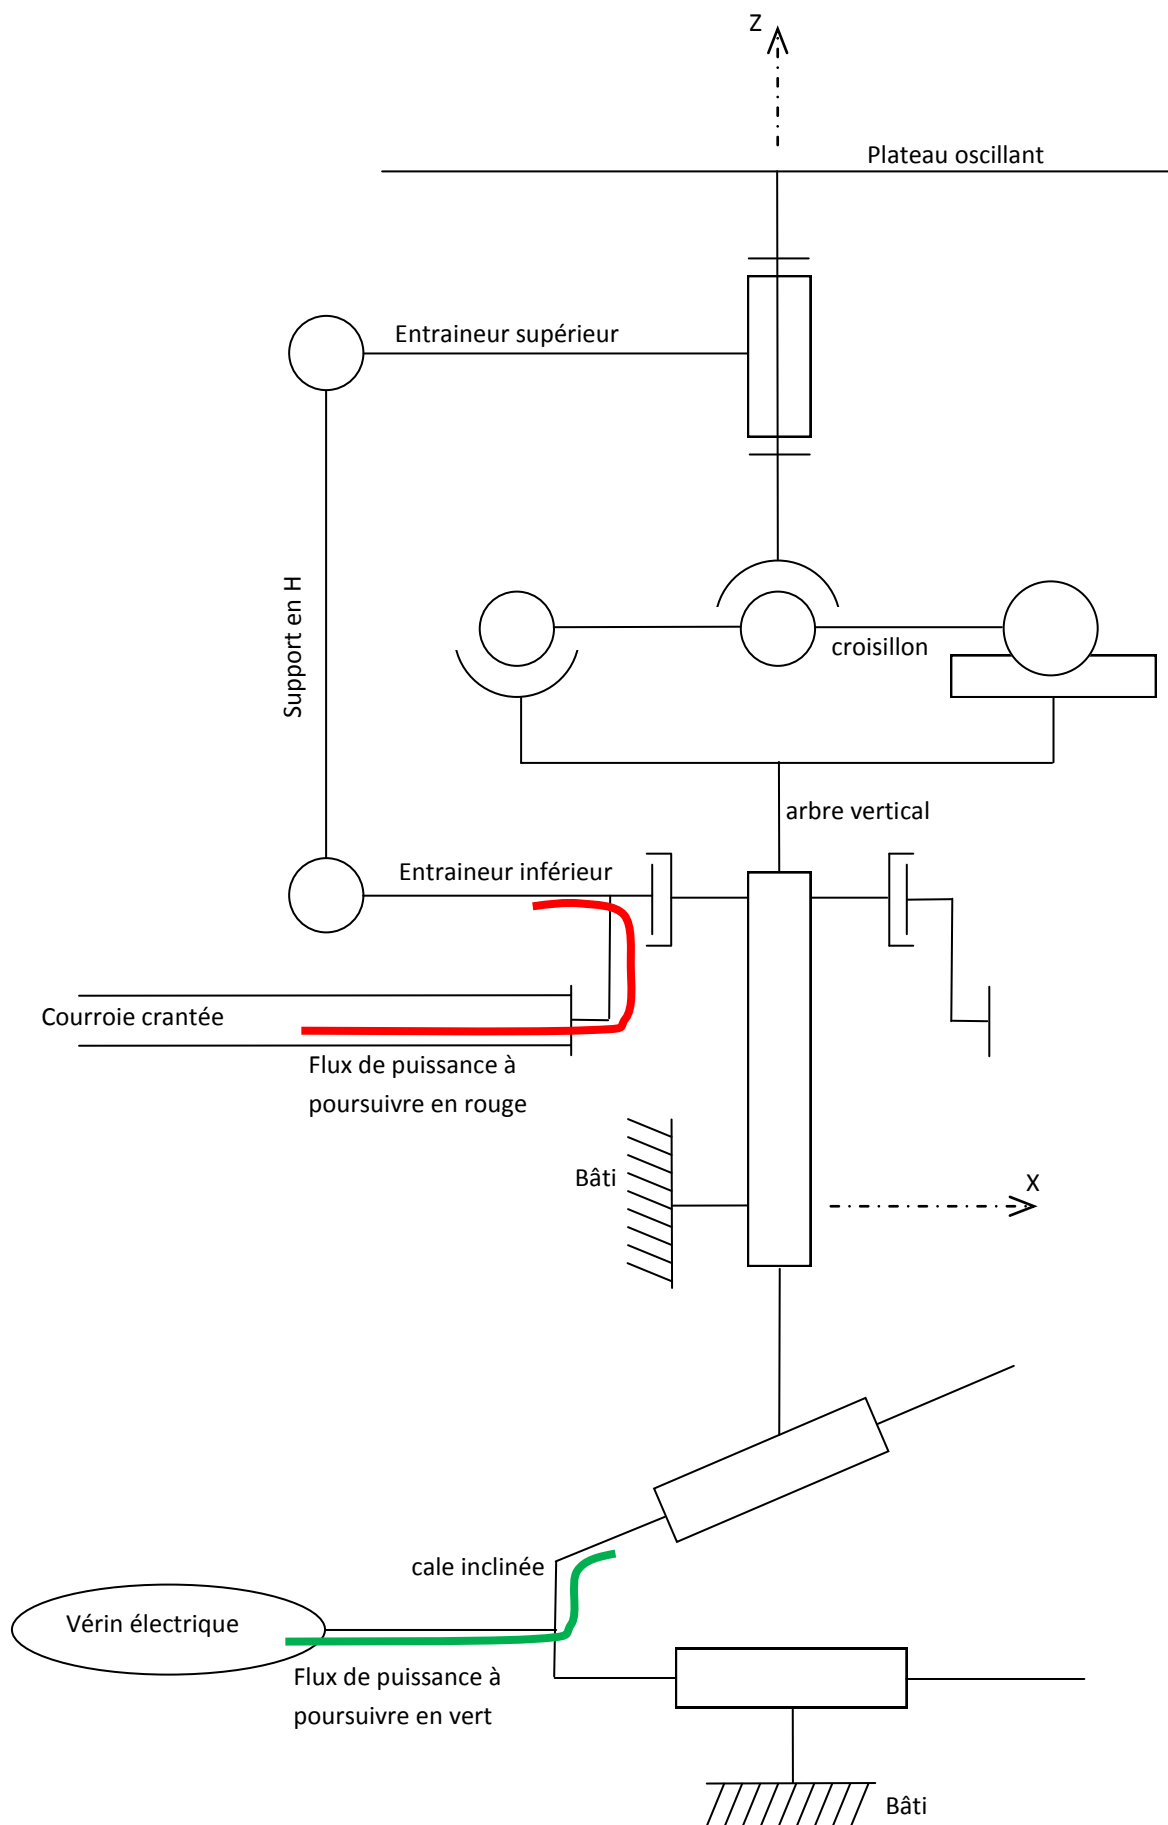 Z
Plateau oscillant
Entraineur supérieur
Support en H
croisillon
arbre vertical
Entraineur inférieur
Courroie crantée
Flux de puissance à
poursuivre en rouge
Bâti
X
cale inclinée
Vérin électrique
Flux de puissance à
poursuivre en vert
Bâti